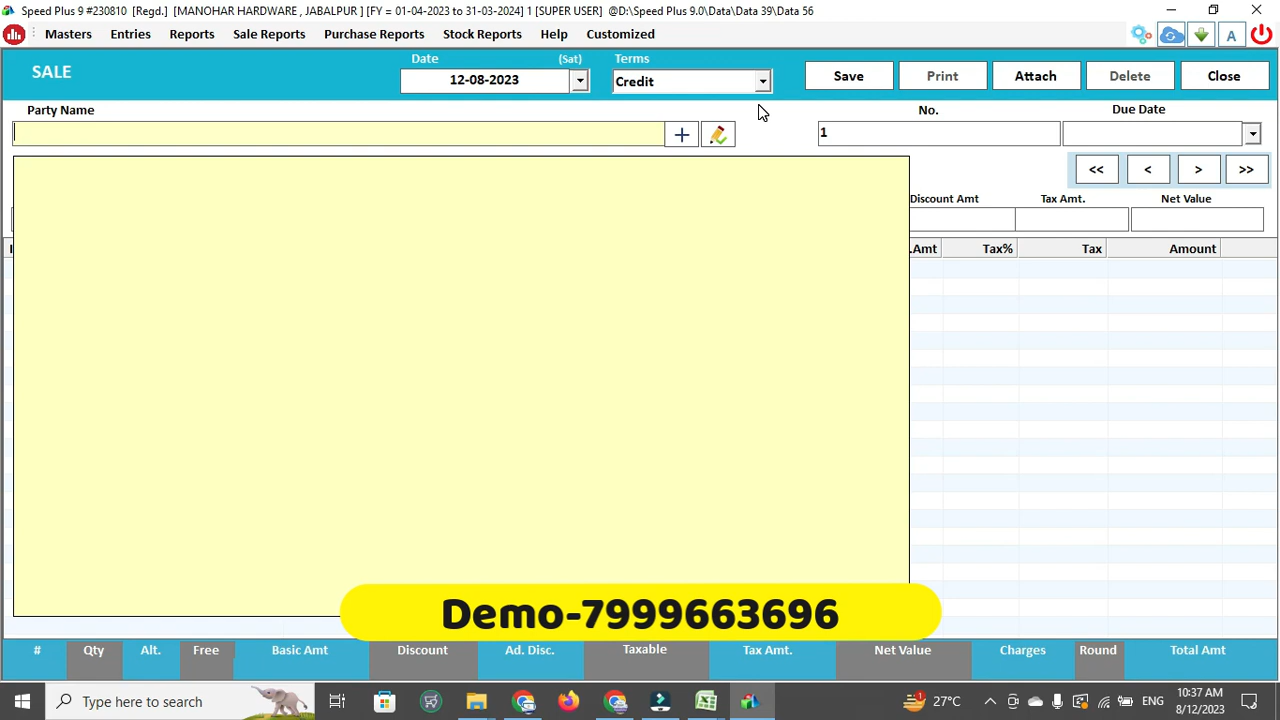 Speed Plus 9 #230810 [Regd.] [MANOHAR HARDWARE , JABALPUR ] [FY = 01-04-2023 to 31-03-2024] 1 [SUPER USER] @D:\Speed Plus 9.0\Data\Data 39\Data 56
Masters Entries Reports Sale Reports Purchase Reports Stock Reports Help Customized A
SALE
Date (Sat) Terms
12-08-2023 Credit Save Print Attach Delete Close
Party Name No. Due Date
1
<< < > >>
Discount Amt Tax Amt. Net Value
.Amt Tax% Tax Amount
Demo-7999663696
# Qty Alt. Free Basic Amt Discount Ad. Disc. Taxable Tax Amt. Net Value Charges Round Total Amt
Type here to search 1 27°C ENG 10:37 AM
8/12/2023